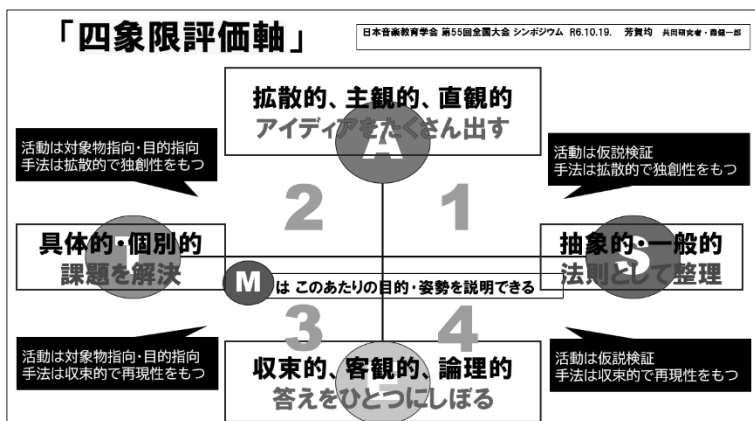 「四象限評価軸」
日本音楽教育学会 第55回全国大会 シンポジウム R6.10.19. 芳賀均 共同研究者・森健一郎
拡散的、主観的、直観的
アイディアをたくさん出す
A
活動は対象物指向・目的指向
手法は拡散的で独創性をもつ
活動は仮説検証
手法は拡散的で独創性をもつ
2
1
具体的・個別的
課題を解決
T
抽象的・一般的
法則として整理
S
M は このあたりの目的・姿勢を説明できる
3
4
活動は対象物指向・目的指向
手法は収束的で再現性をもつ
収束的、客観的、論理的
答えをひとつにしぼる
E
活動は仮説検証
手法は収束的で再現性をもつ